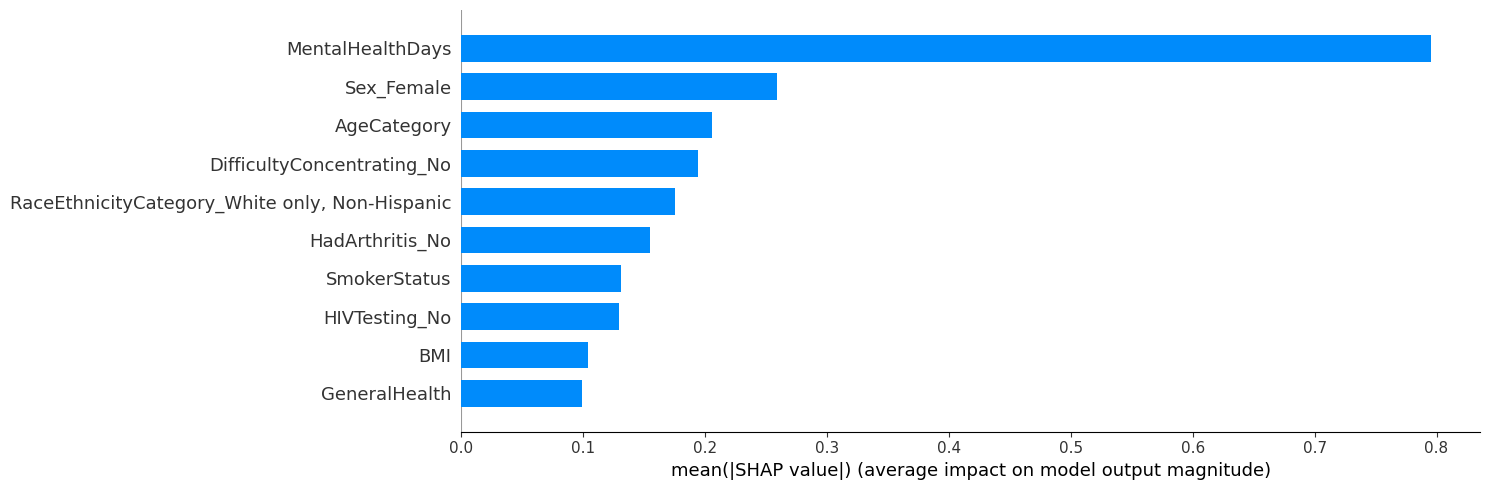 MentalHealthDays
Sex_Female
AgeCategory
DifficultyConcentrating_No
RaceEthnicityCategory_White only, Non-Hispanic
HadArthritis_No
SmokerStatus
HIVTesting_No
BMI
GeneralHealth
0.0 0.1 0.2 0.3 0.4 0.5 0.6 0.7 0.8
mean(|SHAP value|) (average impact on model output magnitude)